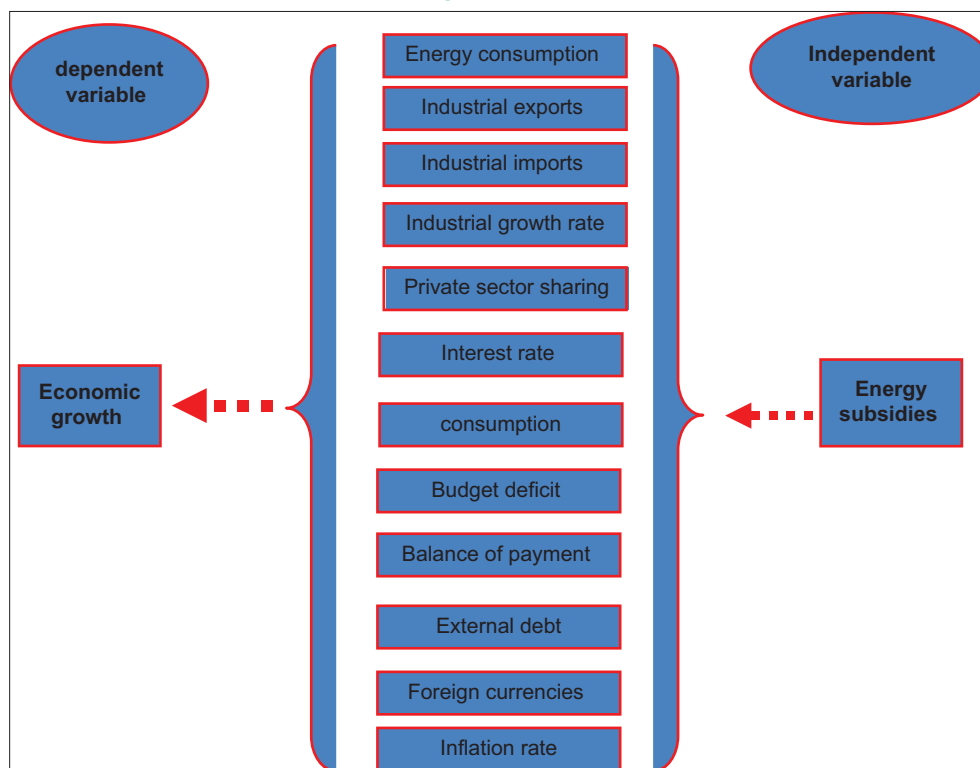 dependent
variable
Energy consumption
Industrial exports
Industrial imports
Industrial growth rate
Private sector sharing
Interest rate
consumption
Budget deficit
Balance of payment
External debt
Foreign currencies
Inflation rate
Independent
variable
Economic
growth
Energy
subsidies